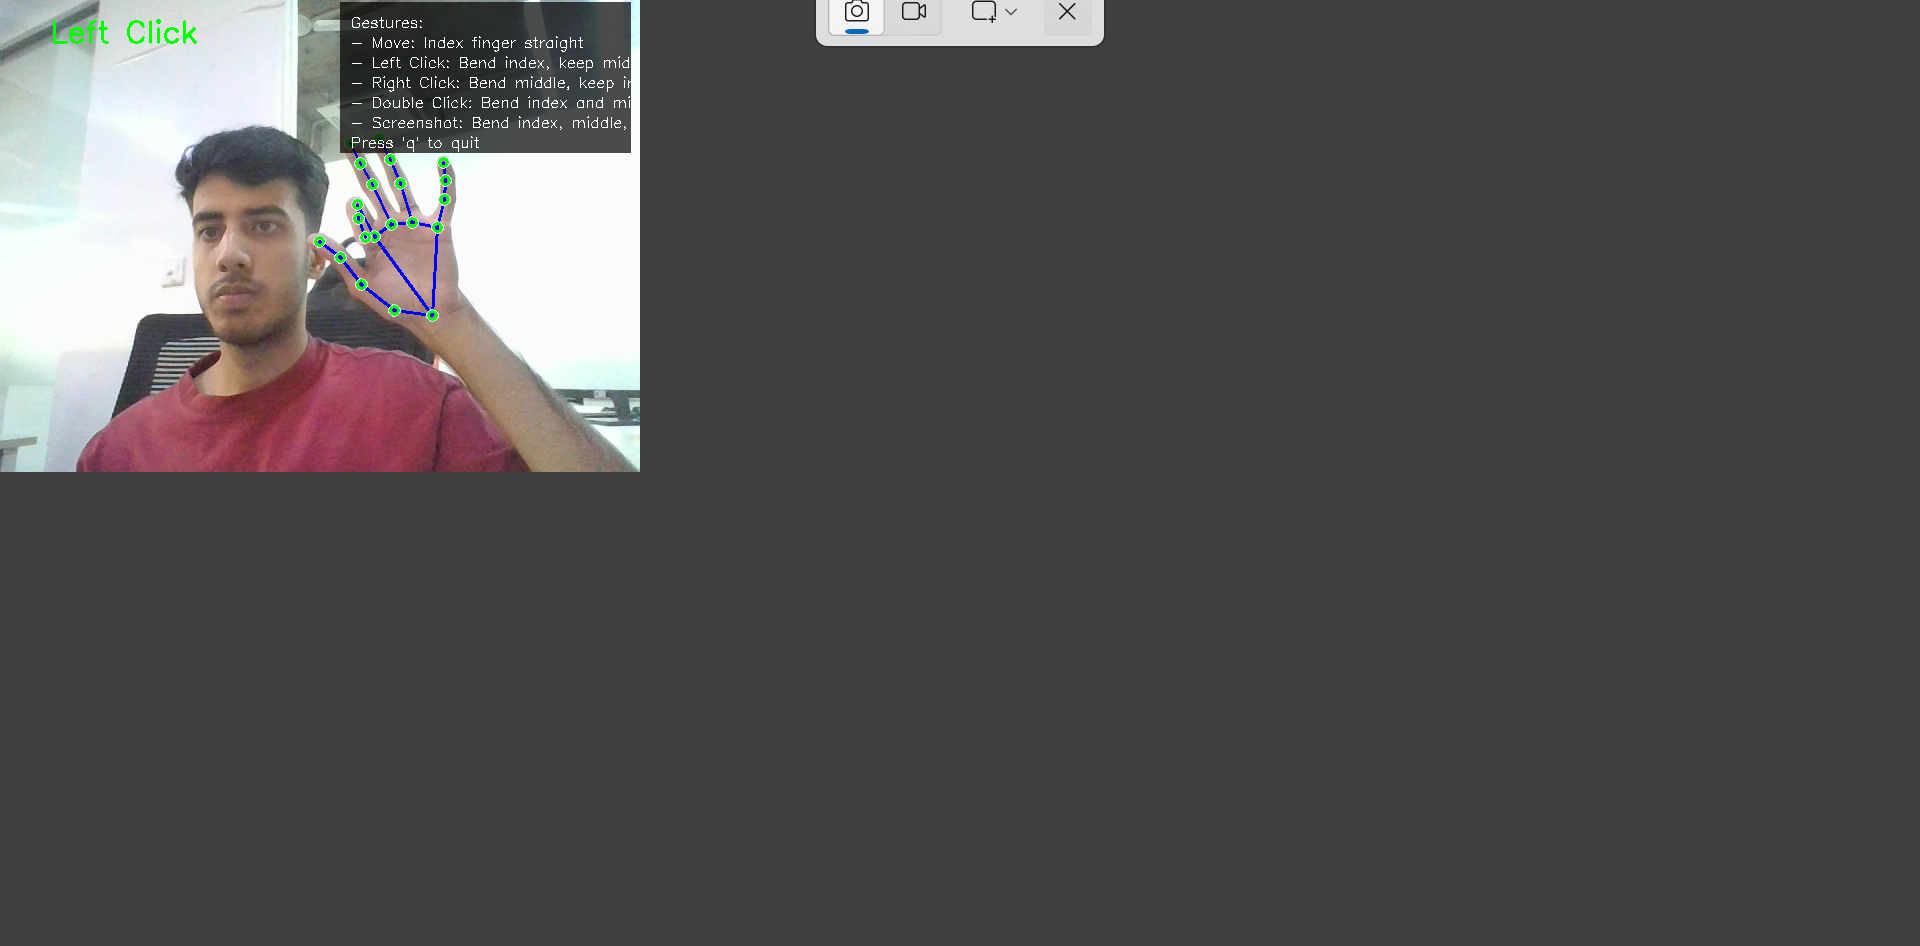 Left Click
Gestures:
- Move: Index finger straight
- Left Click: Bend index, keep mid
- Right Click: Bend middle, keep in
- Double Click: Bend index and mi
- Screenshot: Bend index, middle,
Press 'q' to quit